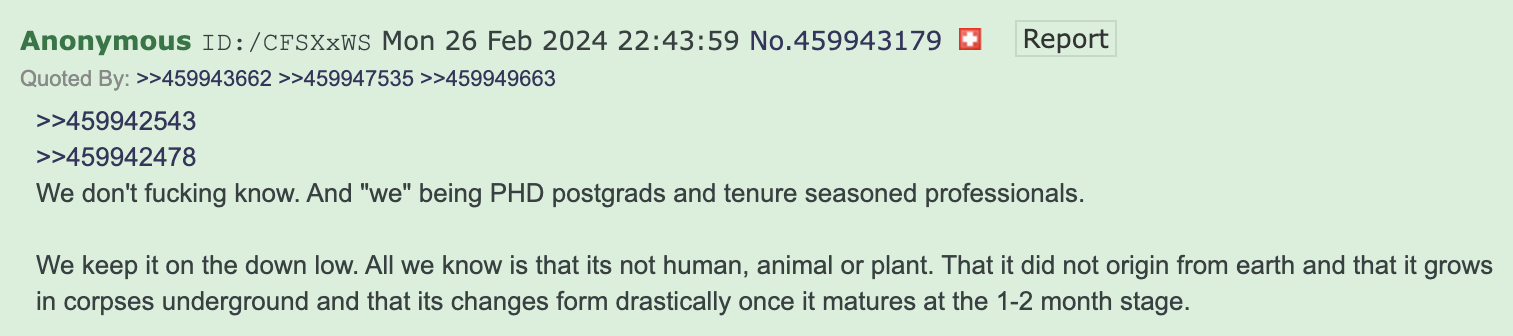 Anonymous ID:/CFSXxWS Mon 26 Feb 2024 22:43:59 No.459943179 Report
Quoted By: >>459943662 >>459947535 >>459949663
>>459942543
>>459942478
We don't fucking know. And "we" being PHD postgrads and tenure seasoned professionals.
We keep it on the down low. All we know is that its not human, animal or plant. That it did not origin from earth and that it grows
in corpses underground and that its changes form drastically once it matures at the 1-2 month stage.